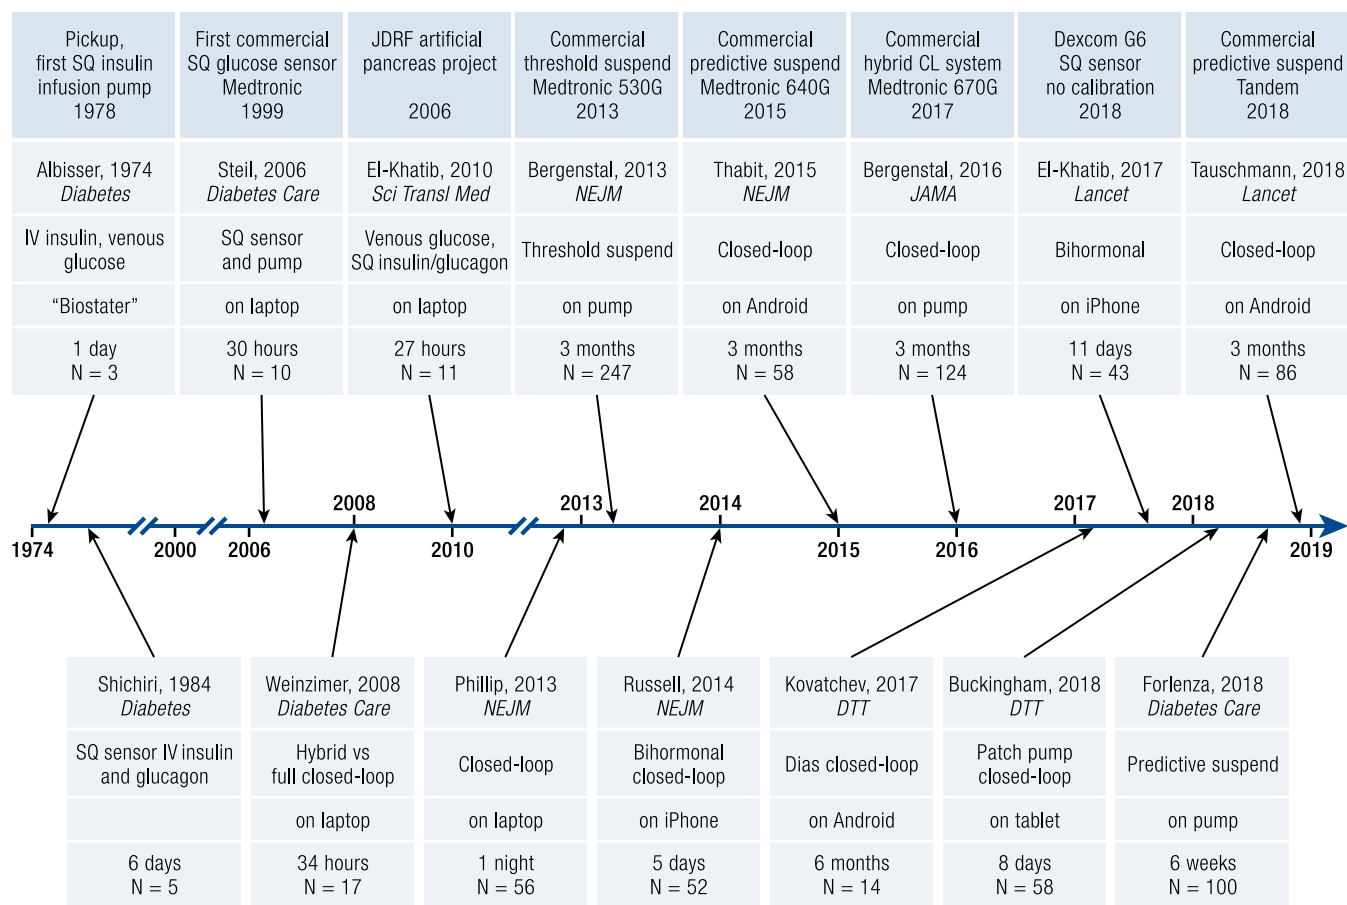 Pickup,
first SQ insulin
infusion pump
1978
First commercial
SQ glucose sensor
Medtronic
1999
JDRF artificial
pancreas project
2006
Commercial
threshold suspend
Medtronic 530G
2013
Commercial
predictive suspend
Medtronic 640G
2015
Commercial
hybrid CL system
Medtronic 670G
2017
Dexcom G6
SQ sensor
no calibration
2018
Commercial
predictive suspend
Tandem
2018
Albisser, 1974
Diabetes
Steil, 2006
Diabetes Care
El-Khatib, 2010
Sci Transl Med
Bergenstal, 2013
NEJM
Thabit, 2015
NEJM
Bergenstal, 2016
JAMA
El-Khatib, 2017
Lancet
Tauschmann, 2018
Lancet
IV insulin, venous
glucose
SQ sensor
and pump
Venous glucose,
SQ insulin/glucagon
Threshold suspend
Closed-loop
Closed-loop
Bihormonal
Closed-loop
“Biostater”
on laptop
on laptop
on pump
on Android
on pump
on iPhone
on Android
1 day
N = 3
30 hours
N = 10
27 hours
N = 11
3 months
N = 247
3 months
N = 58
3 months
N = 124
11 days
N = 43
3 months
N = 86
2008
2013
2014
2017
2018
1974
2000
2006
2010
2015
2016
2019
Shichiri, 1984
Diabetes
Weinzimer, 2008
Diabetes Care
Phillip, 2013
NEJM
Russell, 2014
NEJM
Kovatchev, 2017
DTT
Buckingham, 2018
DTT
Forlenza, 2018
Diabetes Care
SQ sensor IV insulin
and glucagon
Hybrid vs
full closed-loop
Closed-loop
Bihormonal
closed-loop
Dias closed-loop
Patch pump
closed-loop
Predictive suspend
on laptop
on laptop
on iPhone
on Android
on tablet
on pump
6 days
N = 5
34 hours
N = 17
1 night
N = 56
5 days
N = 52
6 months
N = 14
8 days
N = 58
6 weeks
N = 100